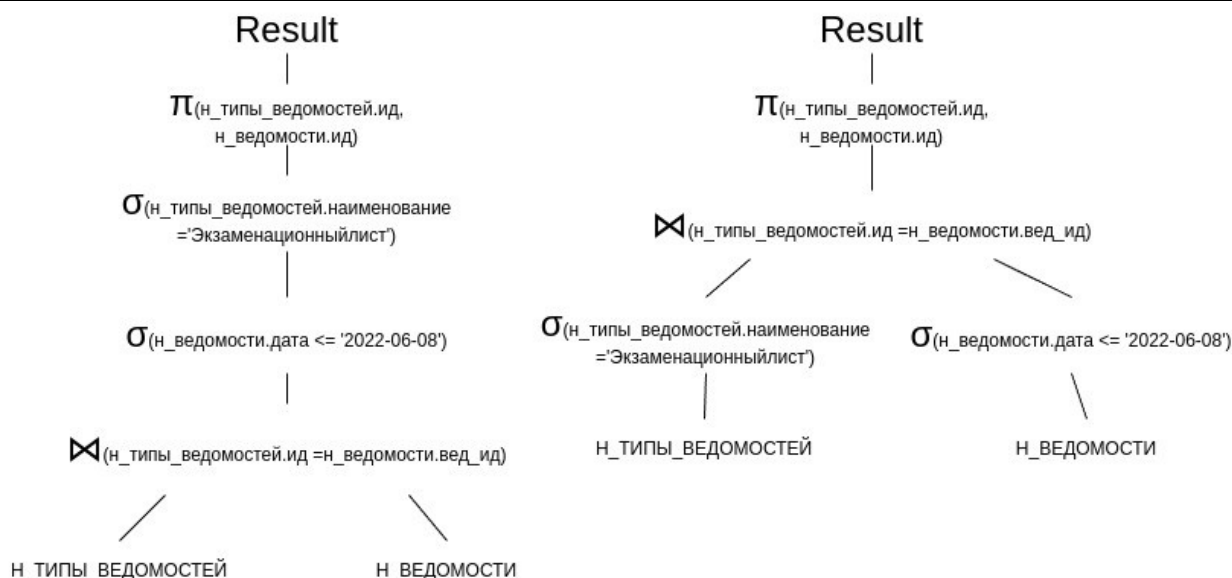 Result
π(н_типы_ведомостей.ид,
н_ведомости.ид)
σ(н_типы_ведомостей.наименование
='Экзаменационныйлист')
σ(н_ведомости.дата <= '2022-06-08')
⋈(н_типы_ведомостей.ид =н_ведомости.вед_ид)
Н_ТИПЫ_ВЕДОМОСТЕЙ
Н_ВЕДОМОСТИ
Result
π(н_типы_ведомостей.ид,
н_ведомости.ид)
⋈(н_типы_ведомостей.ид =н_ведомости.вед_ид)
σ(н_типы_ведомостей.наименование
='Экзаменационныйлист')
σ(н_ведомости.дата <= '2022-06-08')
Н_ТИПЫ_ВЕДОМОСТЕЙ
Н_ВЕДОМОСТИ